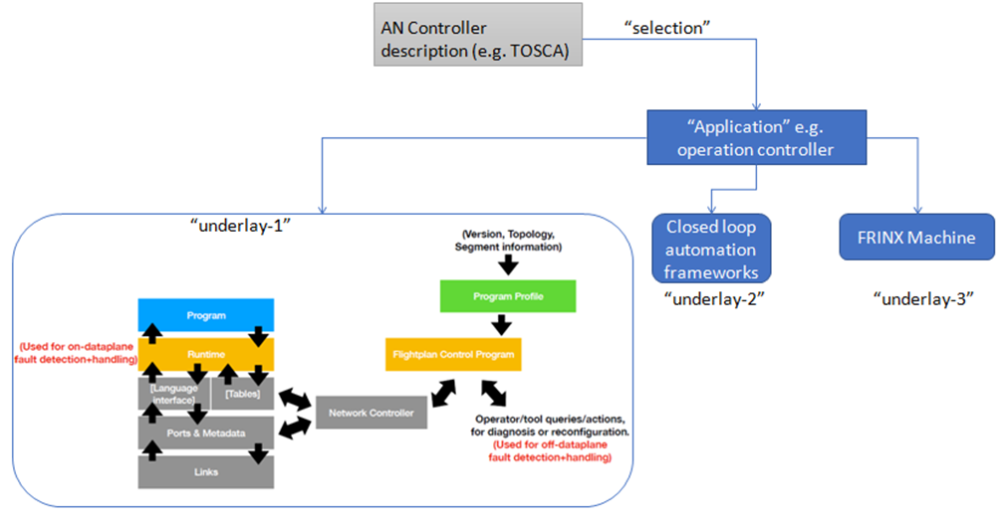 AN Controller
description (e.g. TOSCA)
“selection”
“Application” e.g.
operation controller
“underlay-1”
Closed loop
automation
frameworks
FRINX Machine
“underlay-2”
“underlay-3”
(Version, Topology,
Segment information)
Program Profile
Flightplan Control Program
Program
(Used for on-dataplane
fault detection+handling)
Runtime
[Language
interface]
[Tables]
Network Controller
Ports & Metadata
Links
Operator/tool queries/actions,
for diagnosis or reconfiguration.
(Used for off-dataplane
fault detection+handling)